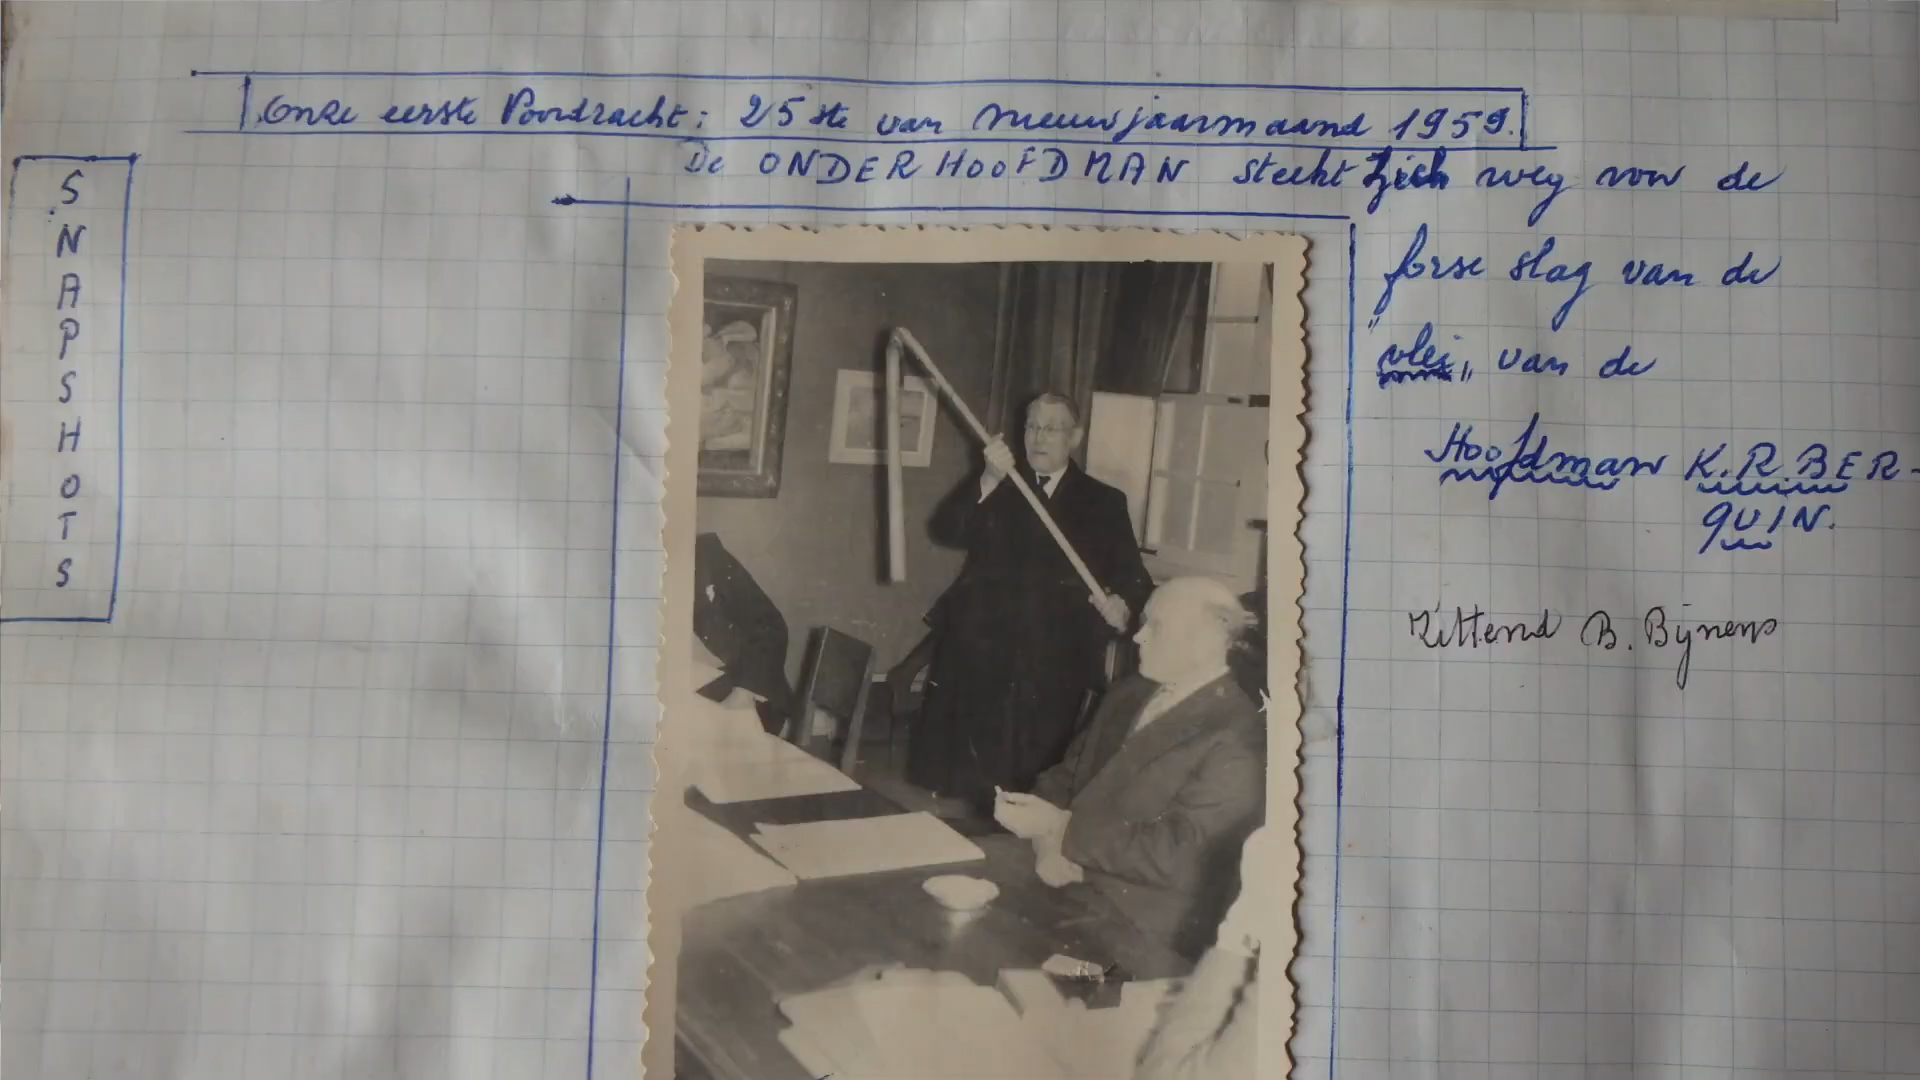 Onze eerste Voordracht: 25ste van nieuwjaarmaand 1959.
De ONDERHOOFDMAN steekt zich weg voor de
forse slag van de
"vlei" van de
Hoofdman K.R.BER-
QUIN.
Zittend B. Bijnens
SNAPSHOTS